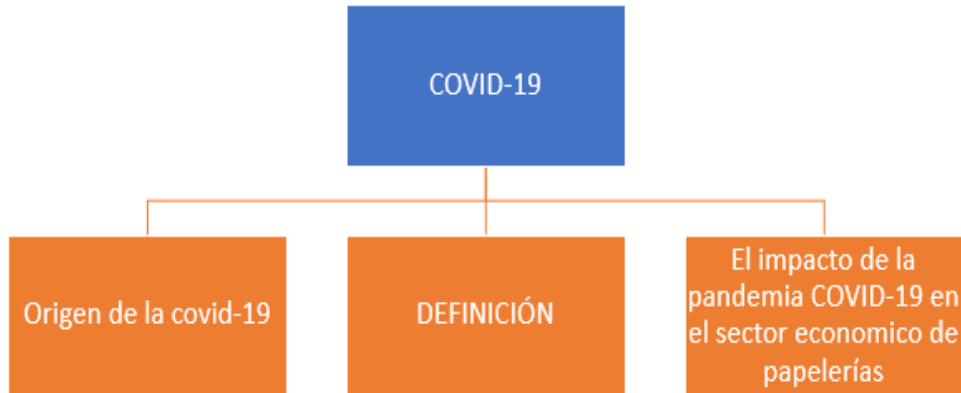 COVID-19
Origen de la covid-19
DEFINICIÓN
El impacto de la
pandemia COVID-19 en
el sector economico de
papelerías